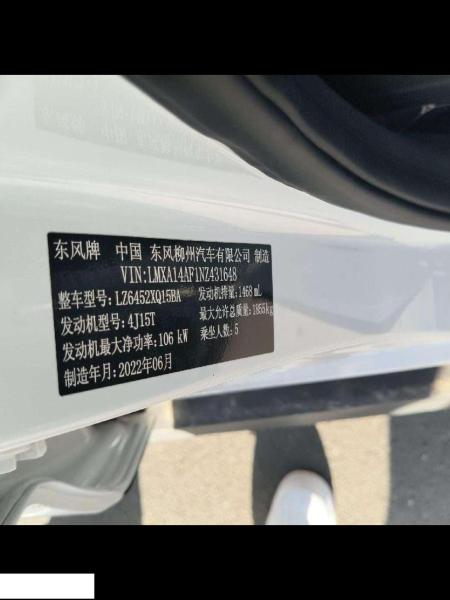 东风牌 中国 东风柳州汽车有限公司 制造
VIN:LMXA14AF1NZ431648
整车型号:LZ6452XQ15BA 发动机排量:1468 mL
发动机型号:4J15T 最大允许总质量:1855kg
发动机最大净功率:106 kW 乘坐人数:5
制造年月:2022年06月